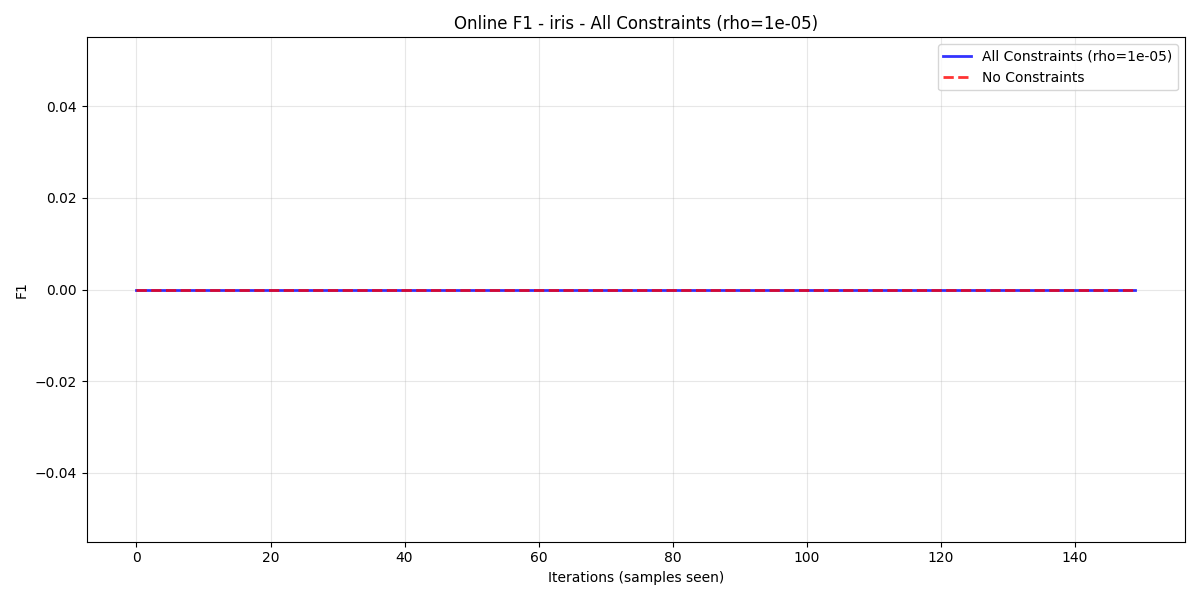 Online F1 - iris - All Constraints (rho=1e-05)
All Constraints (rho=1e-05)
No Constraints
F1
0.04
0.02
0.00
−0.02
−0.04
0 20 40 60 80 100 120 140
Iterations (samples seen)